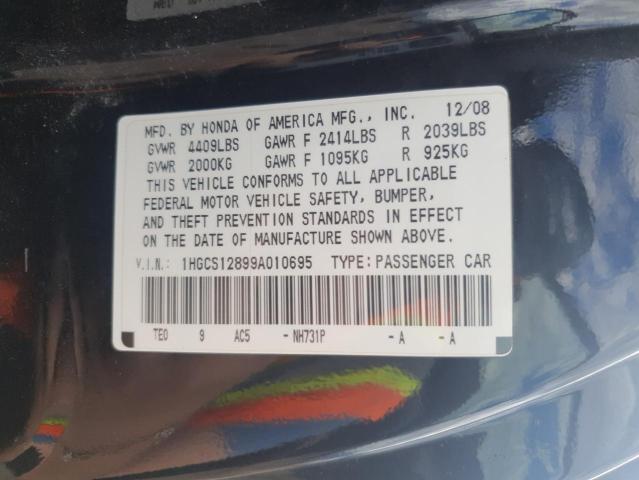 MFD. BY HONDA OF AMERICA MFG., INC. 12/08
GVWR 4409LBS GAWR F 2414LBS R 2039LBS
GVWR 2000KG GAWR F 1095KG R 925KG
THIS VEHICLE CONFORMS TO ALL APPLICABLE
FEDERAL MOTOR VEHICLE SAFETY, BUMPER,
AND THEFT PREVENTION STANDARDS IN EFFECT
ON THE DATE OF MANUFACTURE SHOWN ABOVE.
V.I.N.: 1HGCS12899A010695 TYPE: PASSENGER CAR
TE0 9 AC5 -NH731P -A -A